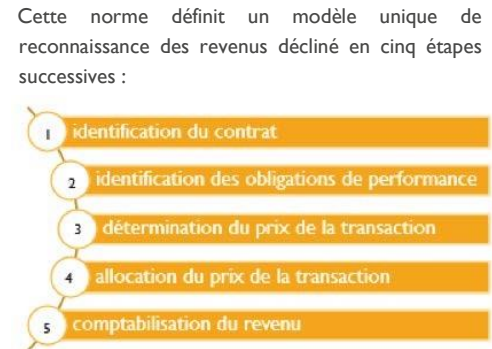 Cette norme définit un modèle unique de
reconnaissance des revenus décliné en cinq étapes
successives :
1 identification du contrat
2 identification des obligations de performance
3 détermination du prix de la transaction
4 allocation du prix de la transaction
5 comptabilisation du revenu